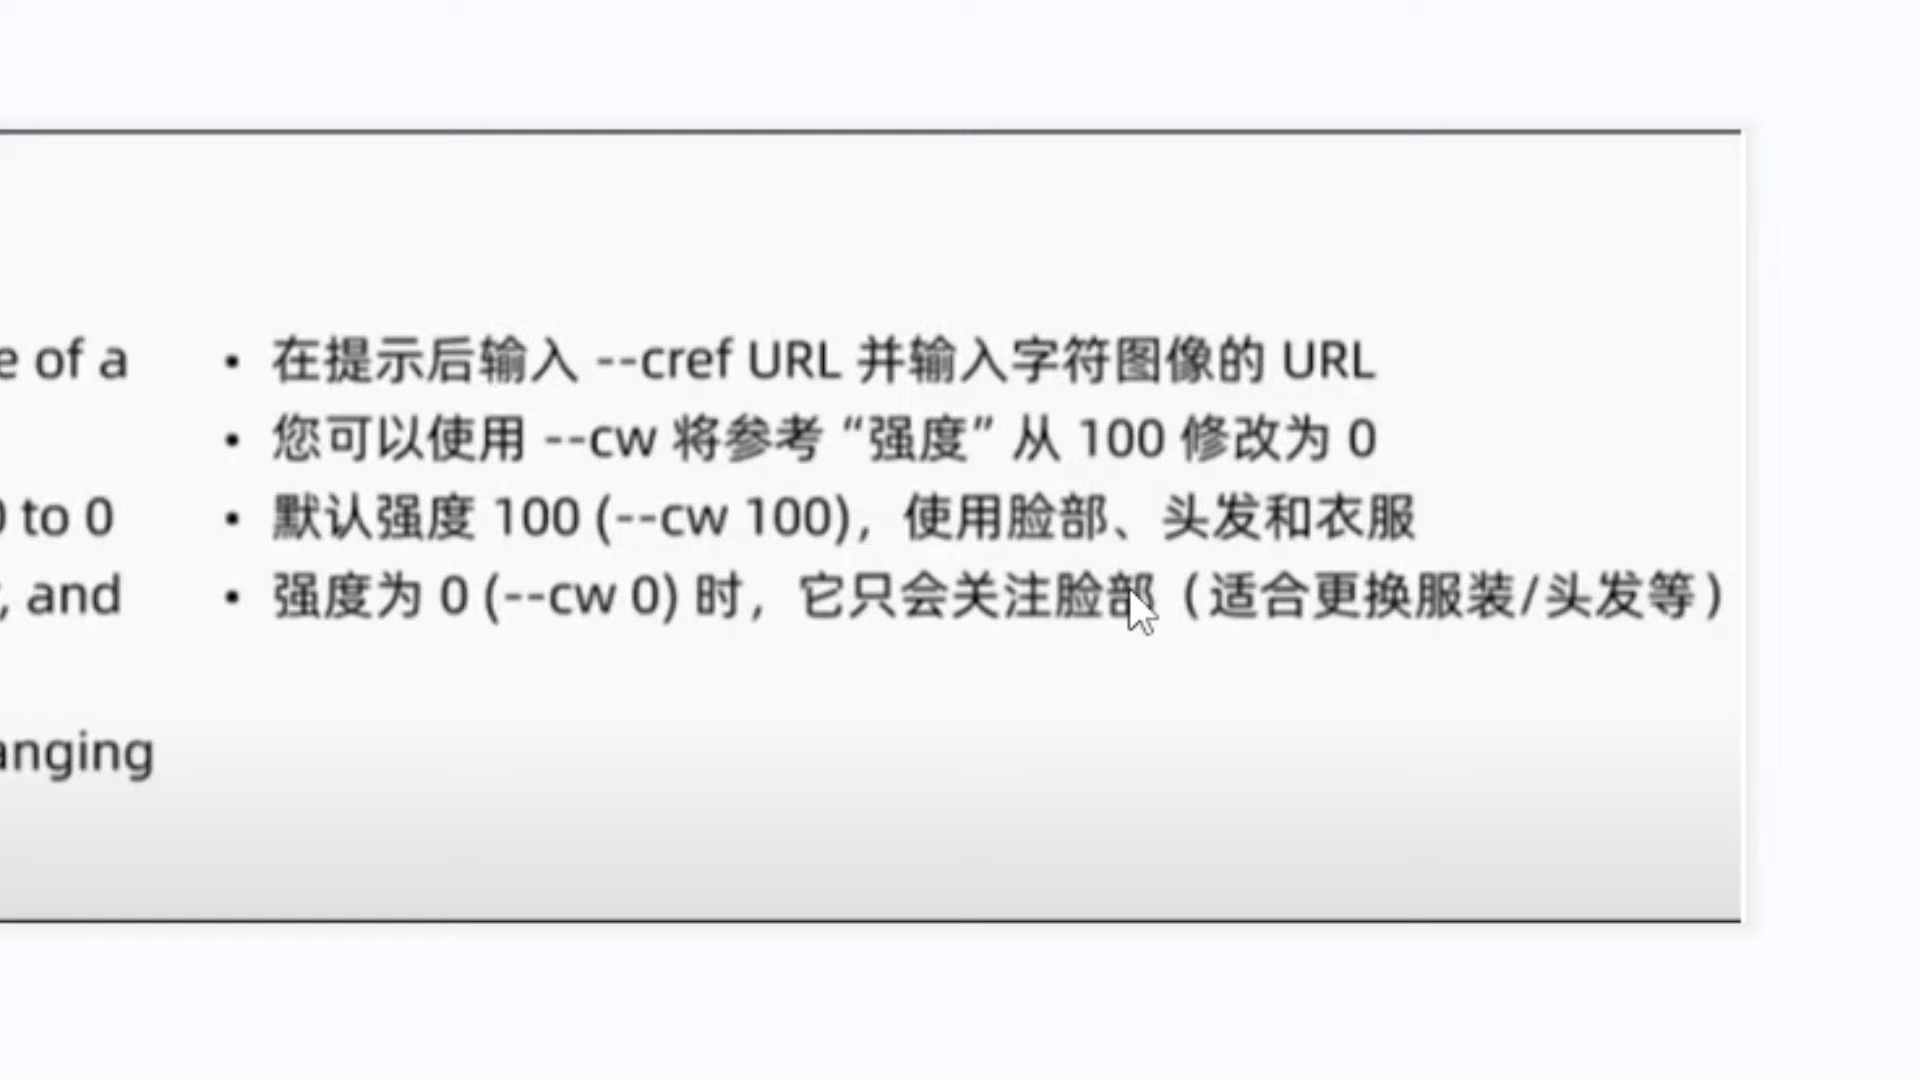 e of a
• 在提示后输入 --cref URL 并输入字符图像的 URL
• 您可以使用 --cw 将参考“强度”从 100 修改为 0
0 to 0
• 默认强度 100 (--cw 100)，使用脸部、头发和衣服
, and
• 强度为 0 (--cw 0) 时，它只会关注脸部（适合更换服装/头发等）
anging